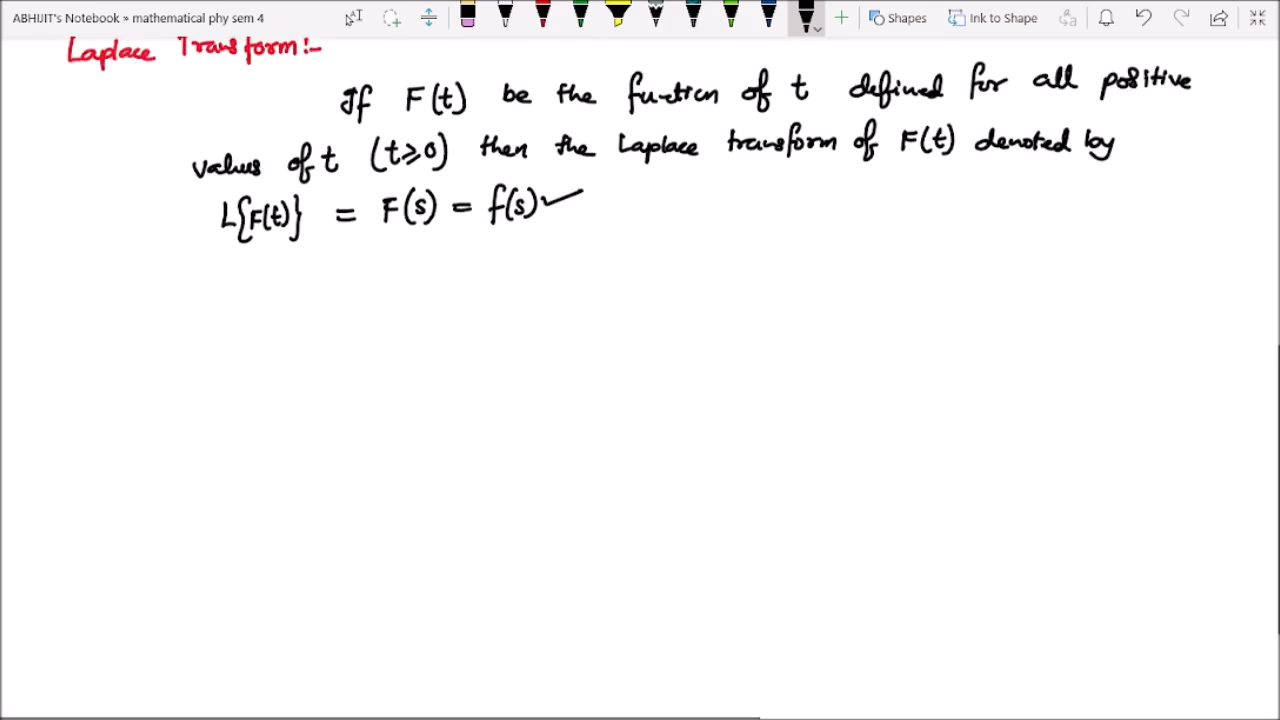 ABHIJIT's Notebook » mathematical phy sem 4
Shapes
Ink to Shape
Laplace Transform:-
If F(t) be the function of t defined for all positive
values of t (t⩾0) then the Laplace transform of F(t) denoted by
L{F(t)} = F(s) = f(s)✓